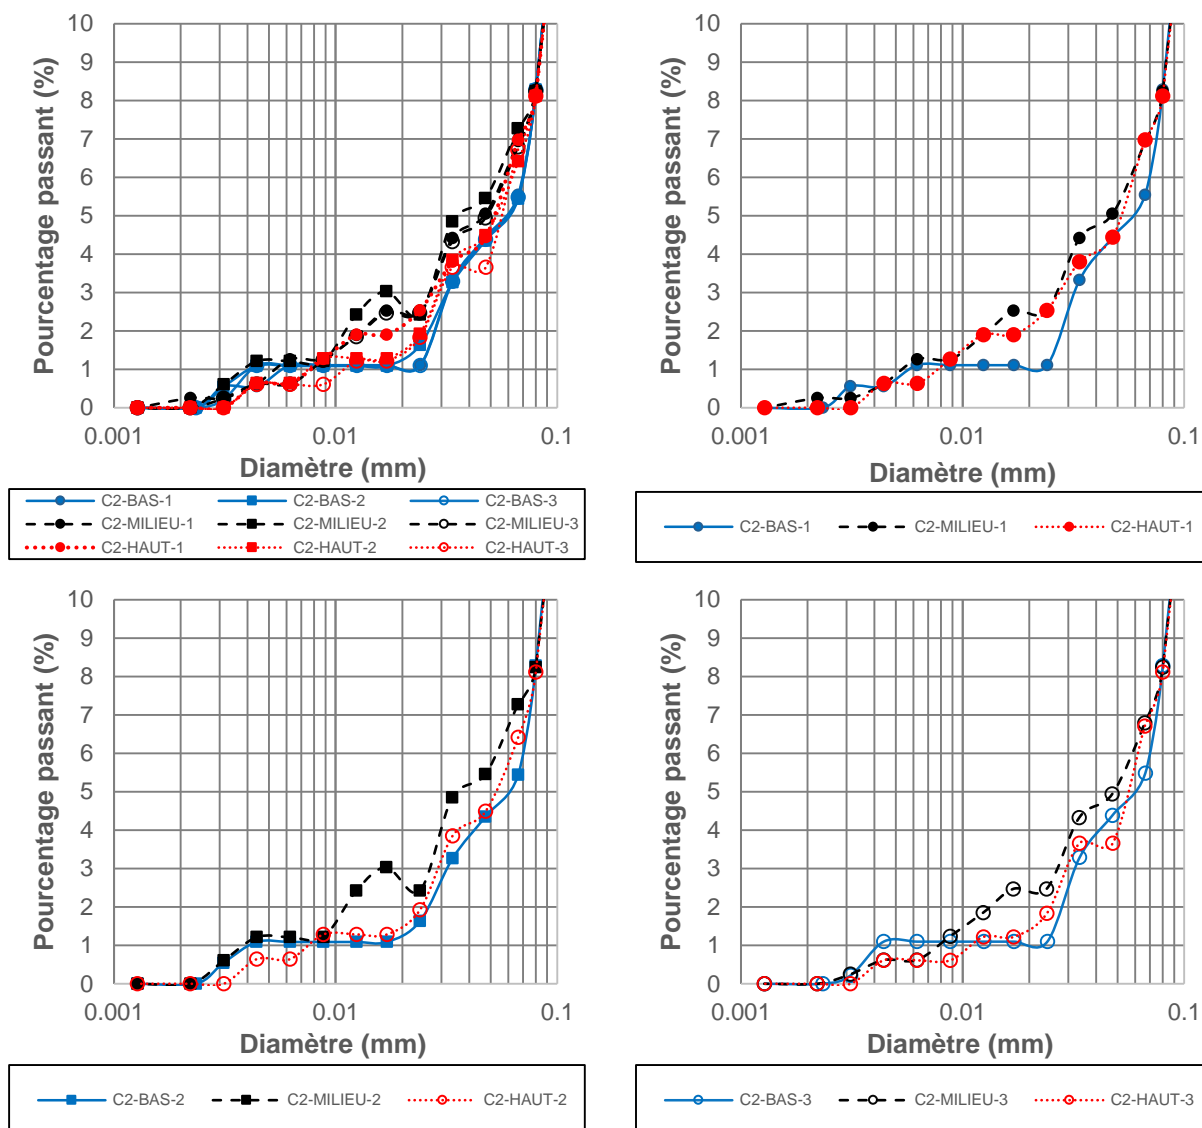 10
9
8
7
6
5
4
3
2
1
0
Pourcentage passant (%)
0.001 0.01 0.1
Diamètre (mm)
C2-BAS-1 C2-BAS-2 C2-BAS-3
C2-MILIEU-1 C2-MILIEU-2 C2-MILIEU-3
C2-HAUT-1 C2-HAUT-2 C2-HAUT-3
10
9
8
7
6
5
4
3
2
1
0
Pourcentage passant (%)
0.001 0.01 0.1
Diamètre (mm)
C2-BAS-1 C2-MILIEU-1 C2-HAUT-1
10
9
8
7
6
5
4
3
2
1
0
Pourcentage passant (%)
0.001 0.01 0.1
Diamètre (mm)
C2-BAS-2 C2-MILIEU-2 C2-HAUT-2
10
9
8
7
6
5
4
3
2
1
0
Pourcentage passant (%)
0.001 0.01 0.1
Diamètre (mm)
C2-BAS-3 C2-MILIEU-3 C2-HAUT-3